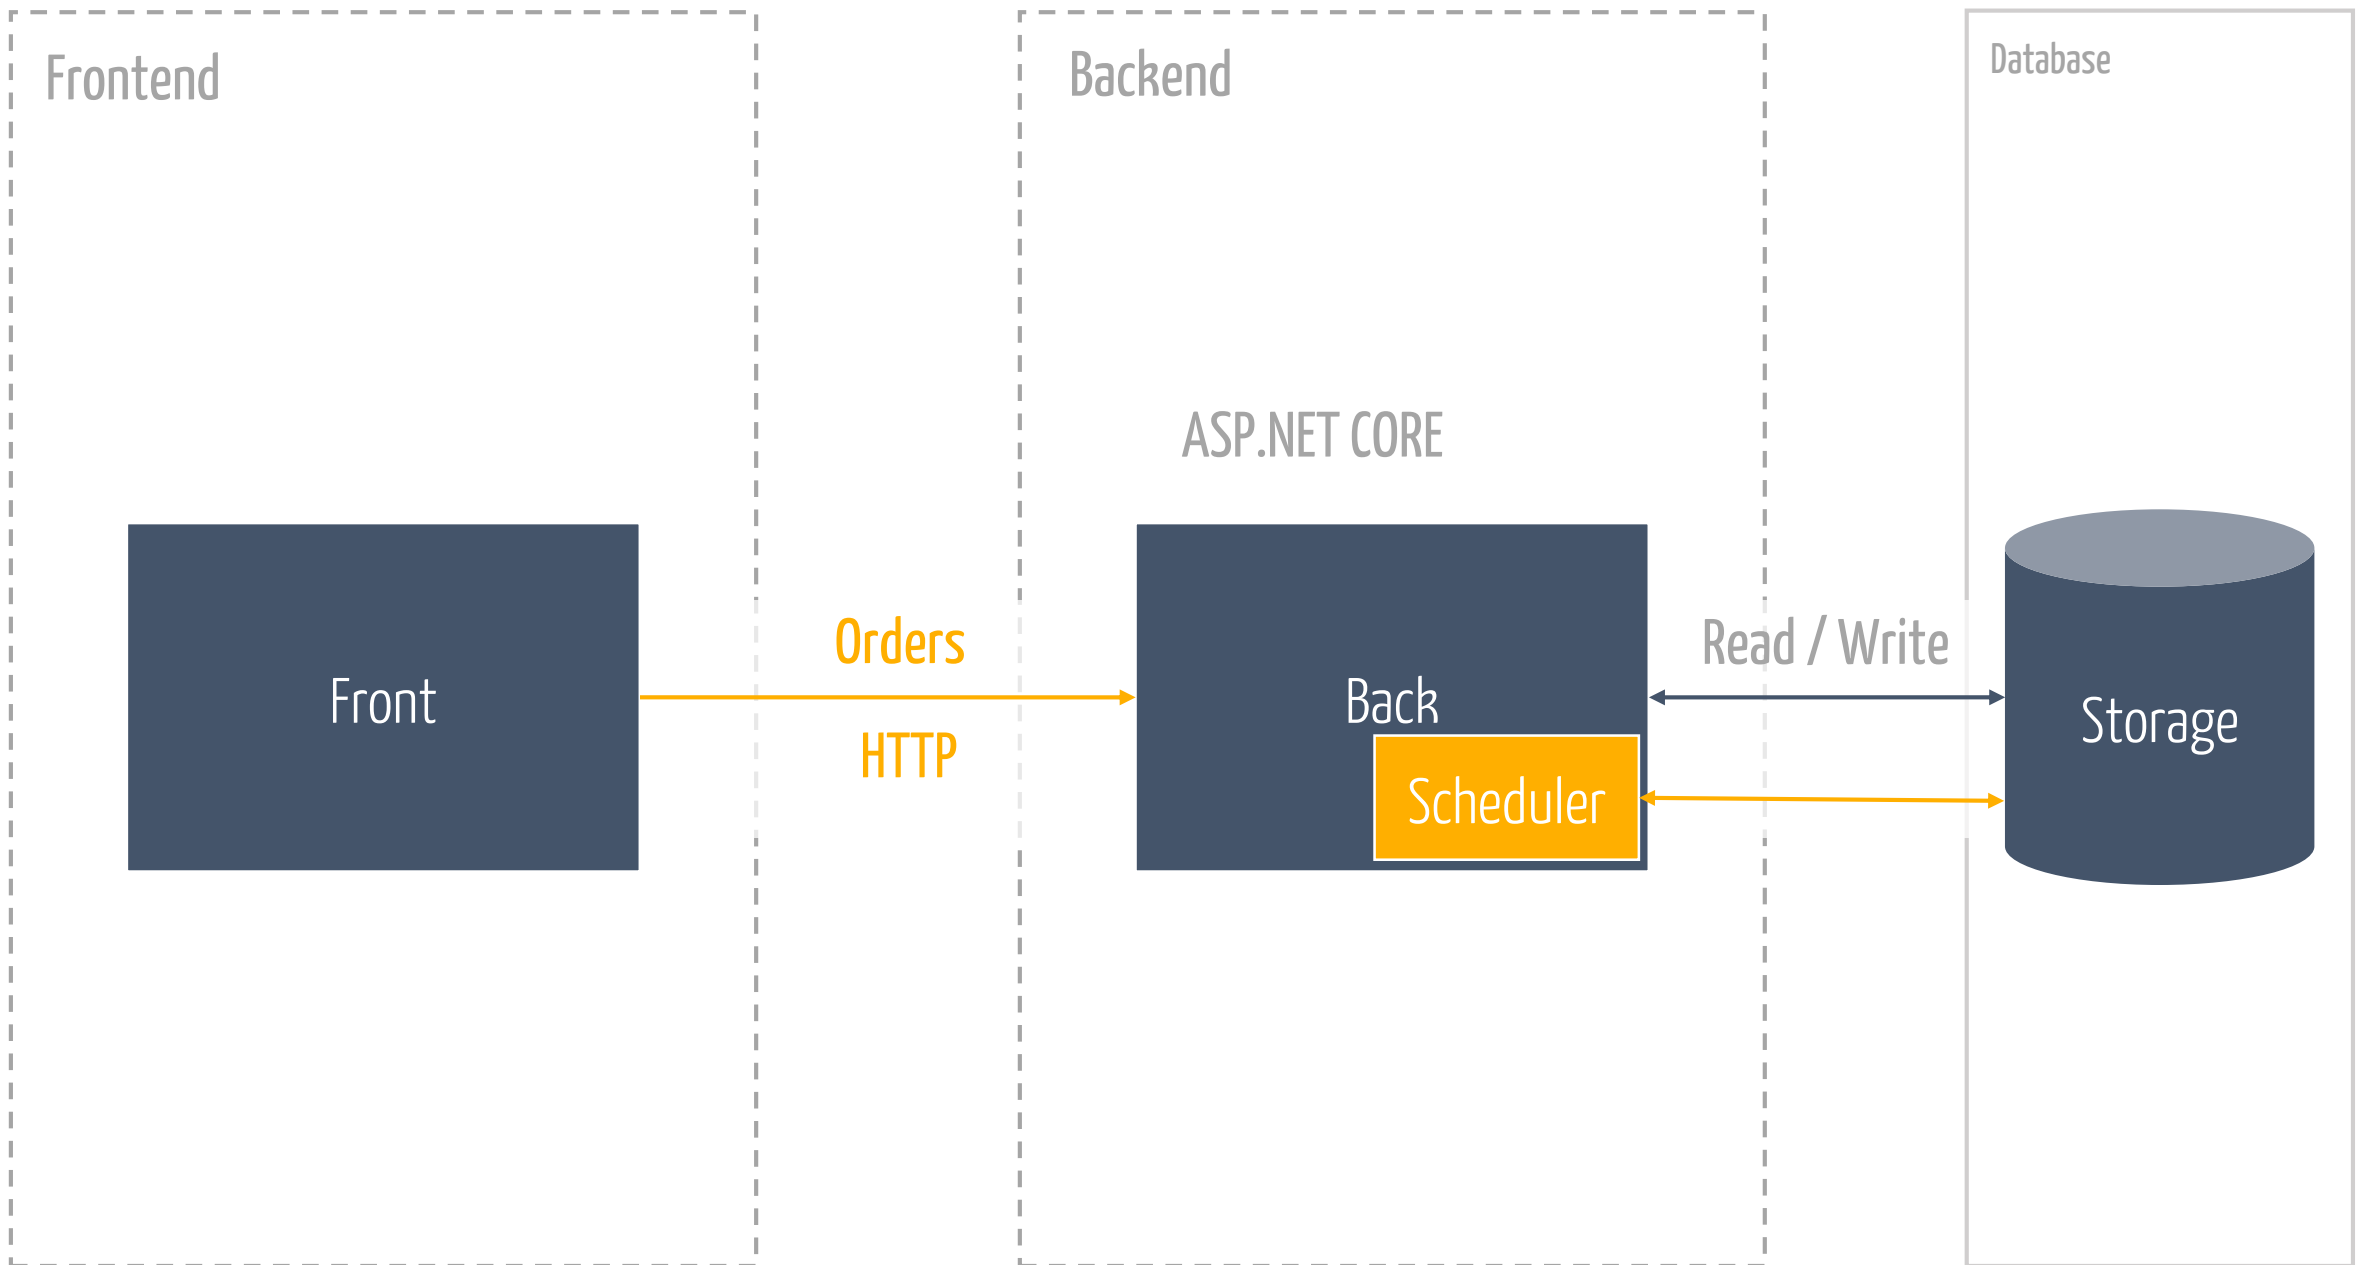 Frontend
Backend
Database
ASP.NET CORE
Orders
Read / Write
Front
Back
Storage
HTTP
Scheduler